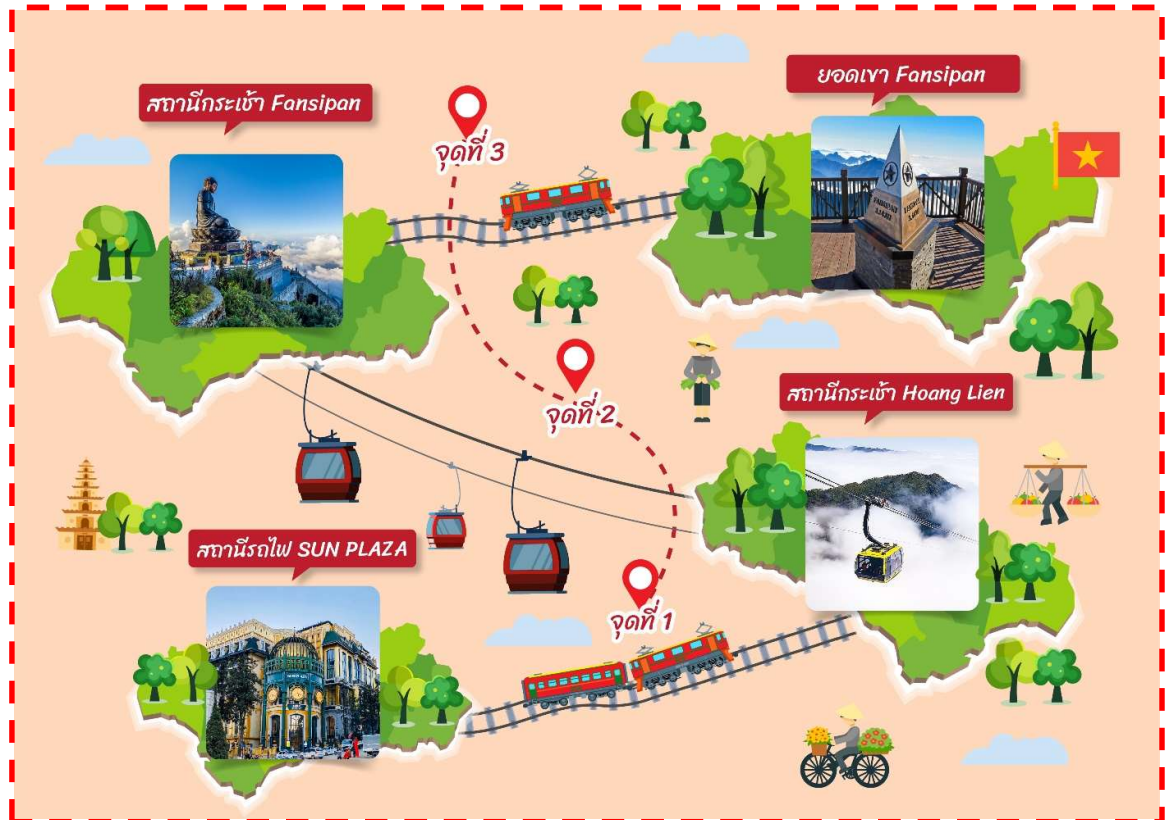 สถานีกระเช้า Fansipan
ยอดเขา Fansipan
จุดที่ 3
จุดที่ 2
สถานีกระเช้า Hoang Lien
สถานีรถไฟ SUN PLAZA
จุดที่ 1